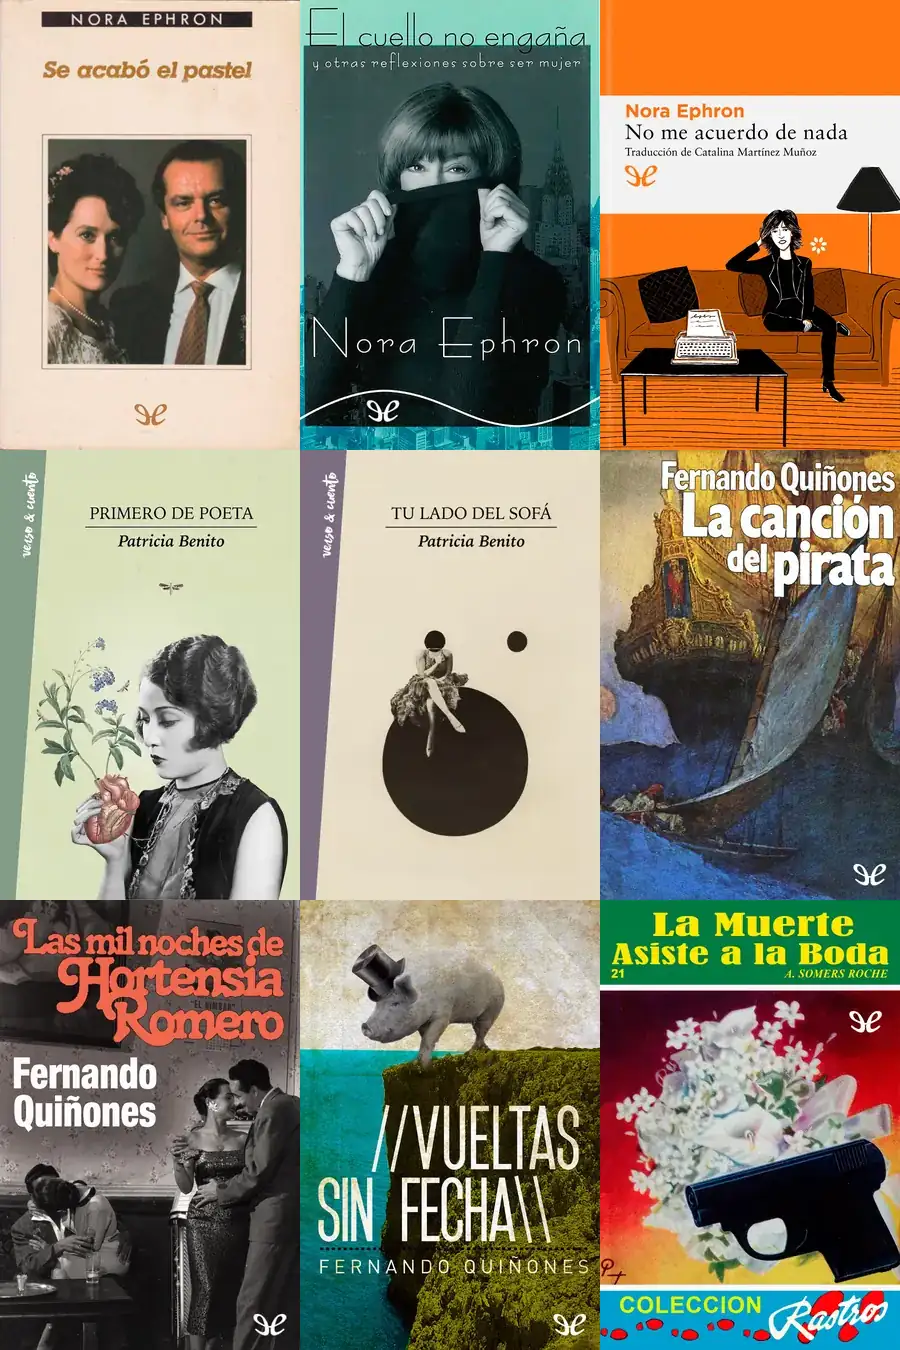 NORA EPHRON
Se acabó el pastel
El cuello no engaña
y otras reflexiones sobre ser mujer
Nora Ephron
Nora Ephron
No me acuerdo de nada
Traducción de Catalina Martínez Muñoz
verso & cuento
PRIMERO DE POETA
Patricia Benito
verso & cuento
TU LADO DEL SOFÁ
Patricia Benito
Fernando Quiñones
La canción
del pirata
Las mil noches de
Hortensia
Romero
Fernando
Quiñones
//VUELTAS
SIN FECHA\\
FERNANDO QUIÑONES
La Muerte
Asiste a la Boda
21
A. SOMERS ROCHE
COLECCION
Rastros